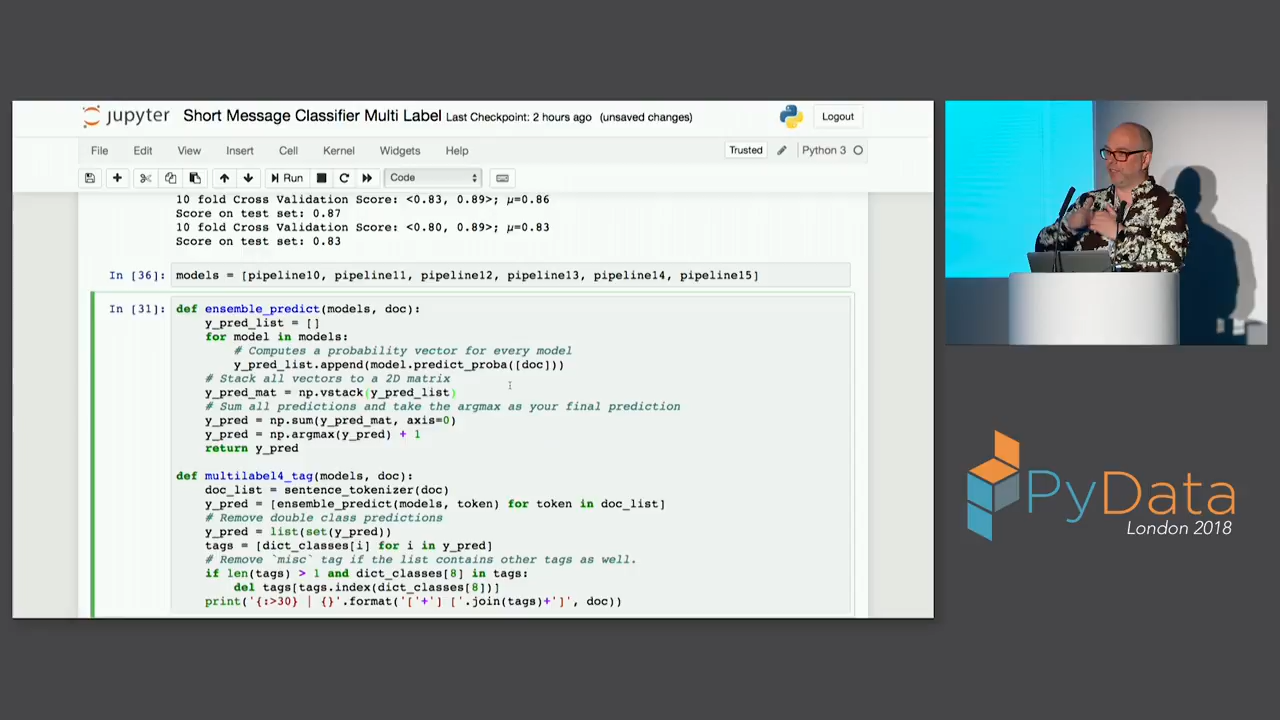 jupyter Short Message Classifier Multi Label Last Checkpoint: 2 hours ago (unsaved changes) Logout
File Edit View Insert Cell Kernel Widgets Help Trusted Python 3
Run Code
10 fold Cross Validation Score: <0.83, 0.89>; μ=0.86
Score on test set: 0.87
10 fold Cross Validation Score: <0.80, 0.89>; μ=0.83
Score on test set: 0.83
In [36]: models = [pipeline10, pipeline11, pipeline12, pipeline13, pipeline14, pipeline15]
In [31]: def ensemble_predict(models, doc):
y_pred_list = []
for model in models:
# Computes a probability vector for every model
y_pred_list.append(model.predict_proba([doc]))
# Stack all vectors to a 2D matrix
y_pred_mat = np.vstack(y_pred_list)
# Sum all predictions and take the argmax as your final prediction
y_pred = np.sum(y_pred_mat, axis=0)
y_pred = np.argmax(y_pred) + 1
return y_pred
def multilabel4_tag(models, doc):
doc_list = sentence_tokenizer(doc)
y_pred = [ensemble_predict(models, token) for token in doc_list]
# Remove double class predictions
y_pred = list(set(y_pred))
tags = [dict_classes[i] for i in y_pred]
# Remove `misc` tag if the list contains other tags as well.
if len(tags) > 1 and dict_classes[8] in tags:
del tags[tags.index(dict_classes[8])]
print('{:>30} | {}'.format('['+'] ['.join(tags)+']', doc))
PyData
London 2018